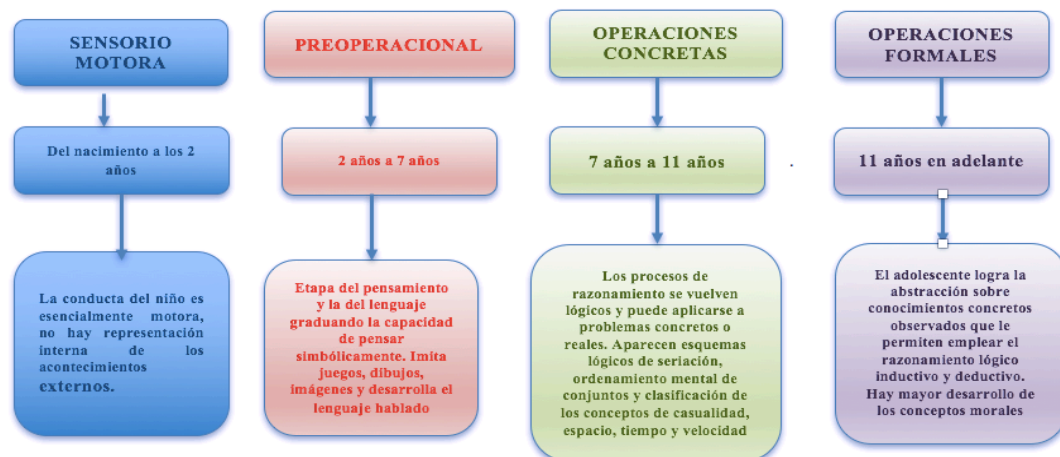 SENSORIO
MOTORA
Del nacimiento a los 2
años
La conducta del niño es
esencialmente motora,
no hay representación
interna de los
acontecimientos
externos.
PREOPERACIONAL
2 años a 7 años
Etapa del pensamiento
y la del lenguaje
graduando la capacidad
de pensar
simbólicamente. Imita
juegos, dibujos,
imágenes y desarrolla el
lenguaje hablado
OPERACIONES
CONCRETAS
7 años a 11 años
Los procesos de
razonamiento se vuelven
lógicos y puede aplicarse a
problemas concretos o
reales. Aparecen esquemas
lógicos de seriación,
ordenamiento mental de
conjuntos y clasificación de
los conceptos de casualidad,
espacio, tiempo y velocidad
.
OPERACIONES
FORMALES
11 años en adelante
El adolescente logra la
abstracción sobre
conocimientos concretos
observados que le
permiten emplear el
razonamiento lógico
inductivo y deductivo.
Hay mayor desarrollo de
los conceptos morales